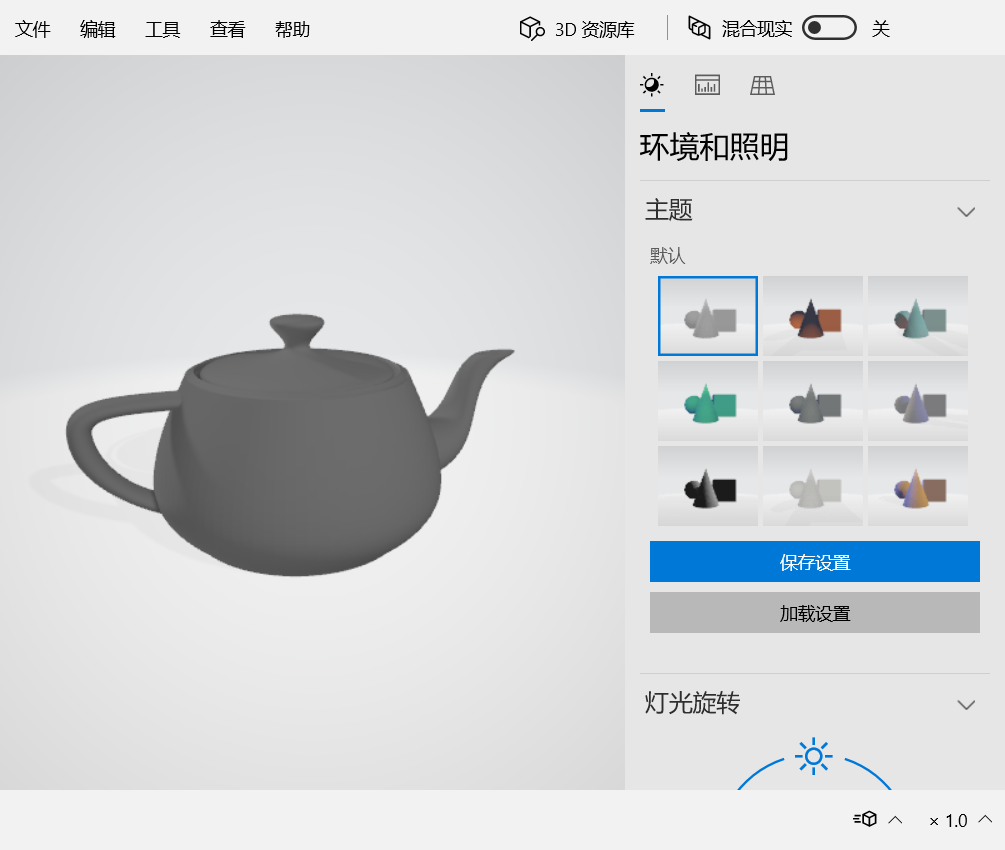 文件 编辑 工具 查看 帮助 3D 资源库 混合现实 关
环境和照明
主题
默认
保存设置
加载设置
灯光旋转
× 1.0